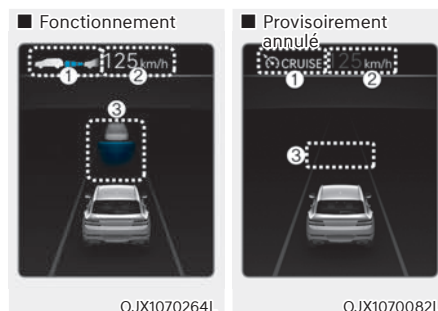 ■ Fonctionnement
125 km/h
①
②
③
OJX1070264L
■ Provisoirement
annulé
CRUISE 125 km/h
①
②
③
OJX1070082L